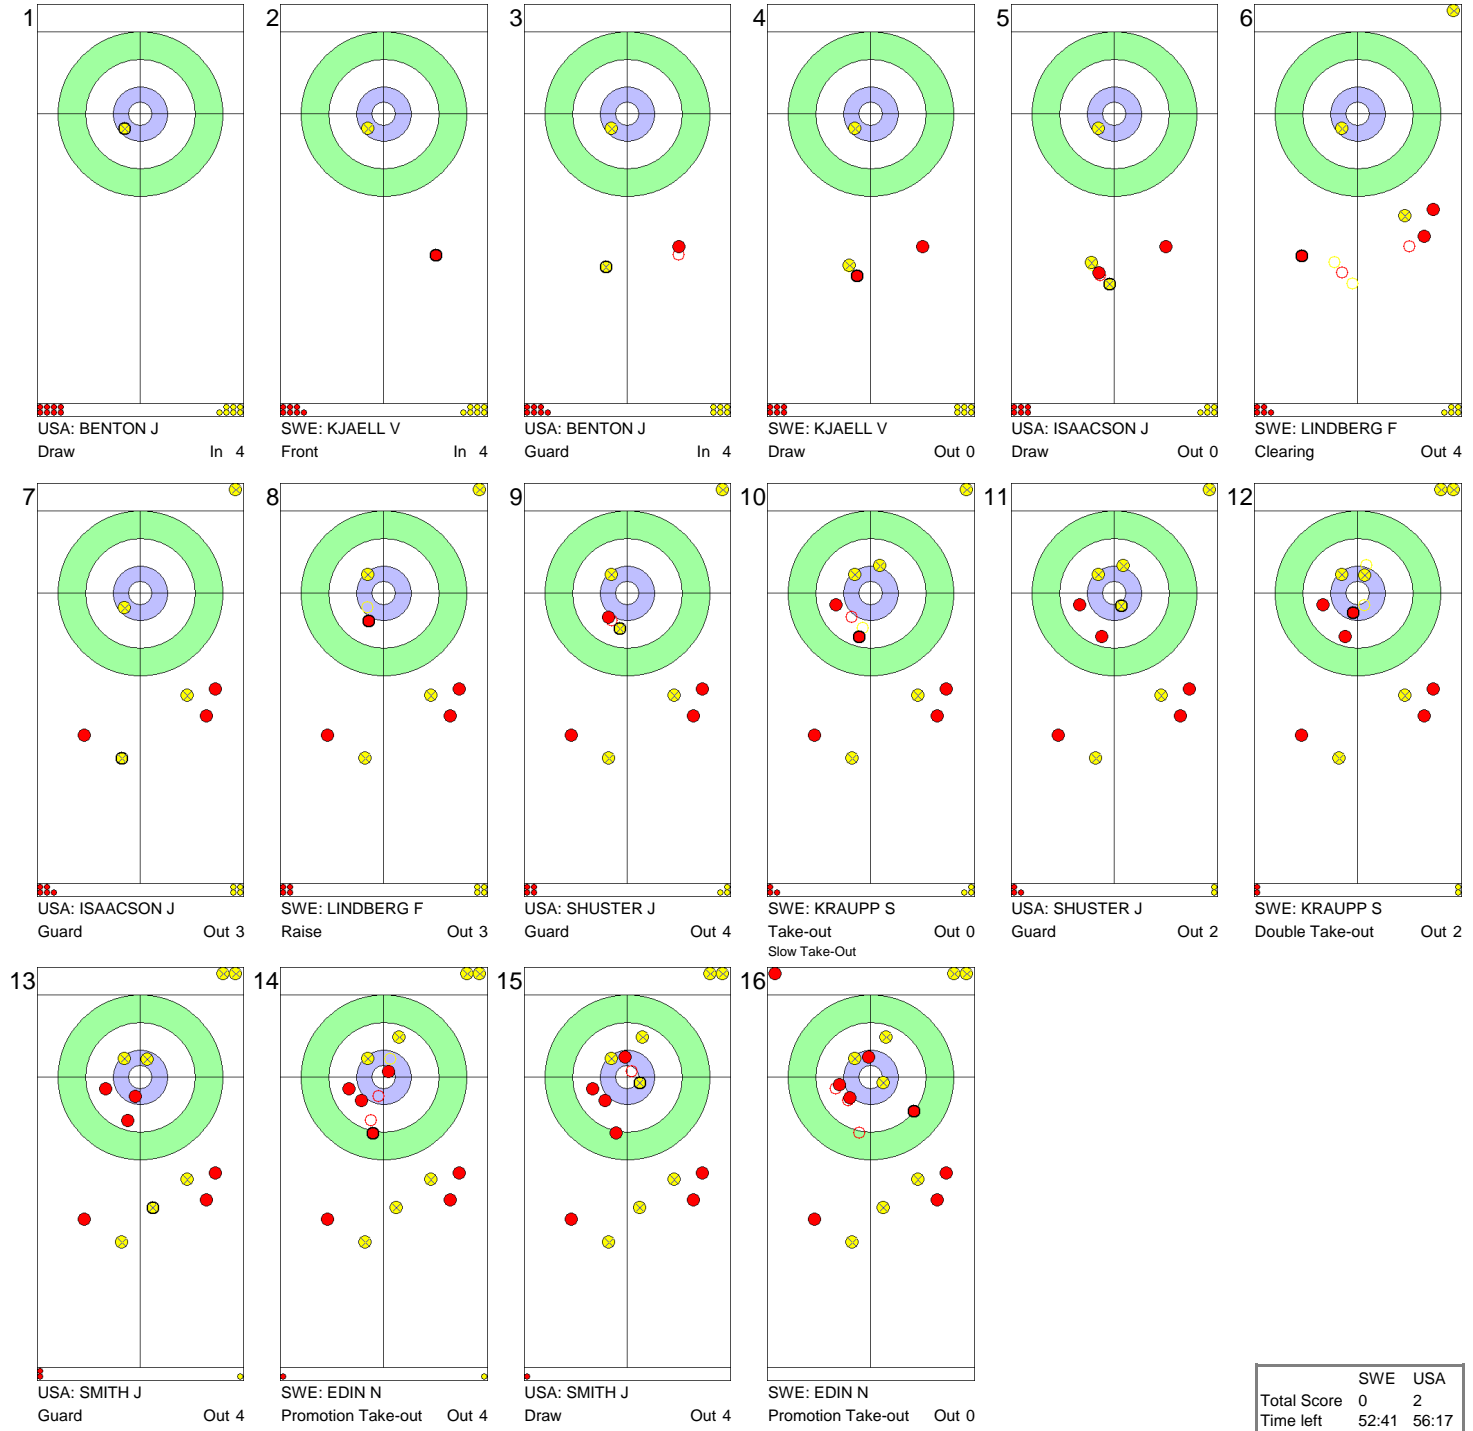 1 2 3 4 5 6
USA: BENTON J SWE: KJAELL V USA: BENTON J SWE: KJAELL V USA: ISAACSON J SWE: LINDBERG F
Draw In 4 Front In 4 Guard In 4 Draw Out 0 Draw Out 0 Clearing Out 4
7 8 9 10 11 12
USA: ISAACSON J SWE: LINDBERG F USA: SHUSTER J SWE: KRAUPP S USA: SHUSTER J SWE: KRAUPP S
Guard Out 3 Raise Out 3 Guard Out 4 Take-out Out 0 Guard Out 2 Double Take-out Out 2
Slow Take-Out
13 14 15 16
USA: SMITH J SWE: EDIN N USA: SMITH J SWE: EDIN N
Guard Out 4 Promotion Take-out Out 4 Draw Out 4 Promotion Take-out Out 0
SWE USA
Total Score 0 2
Time left 52:41 56:17